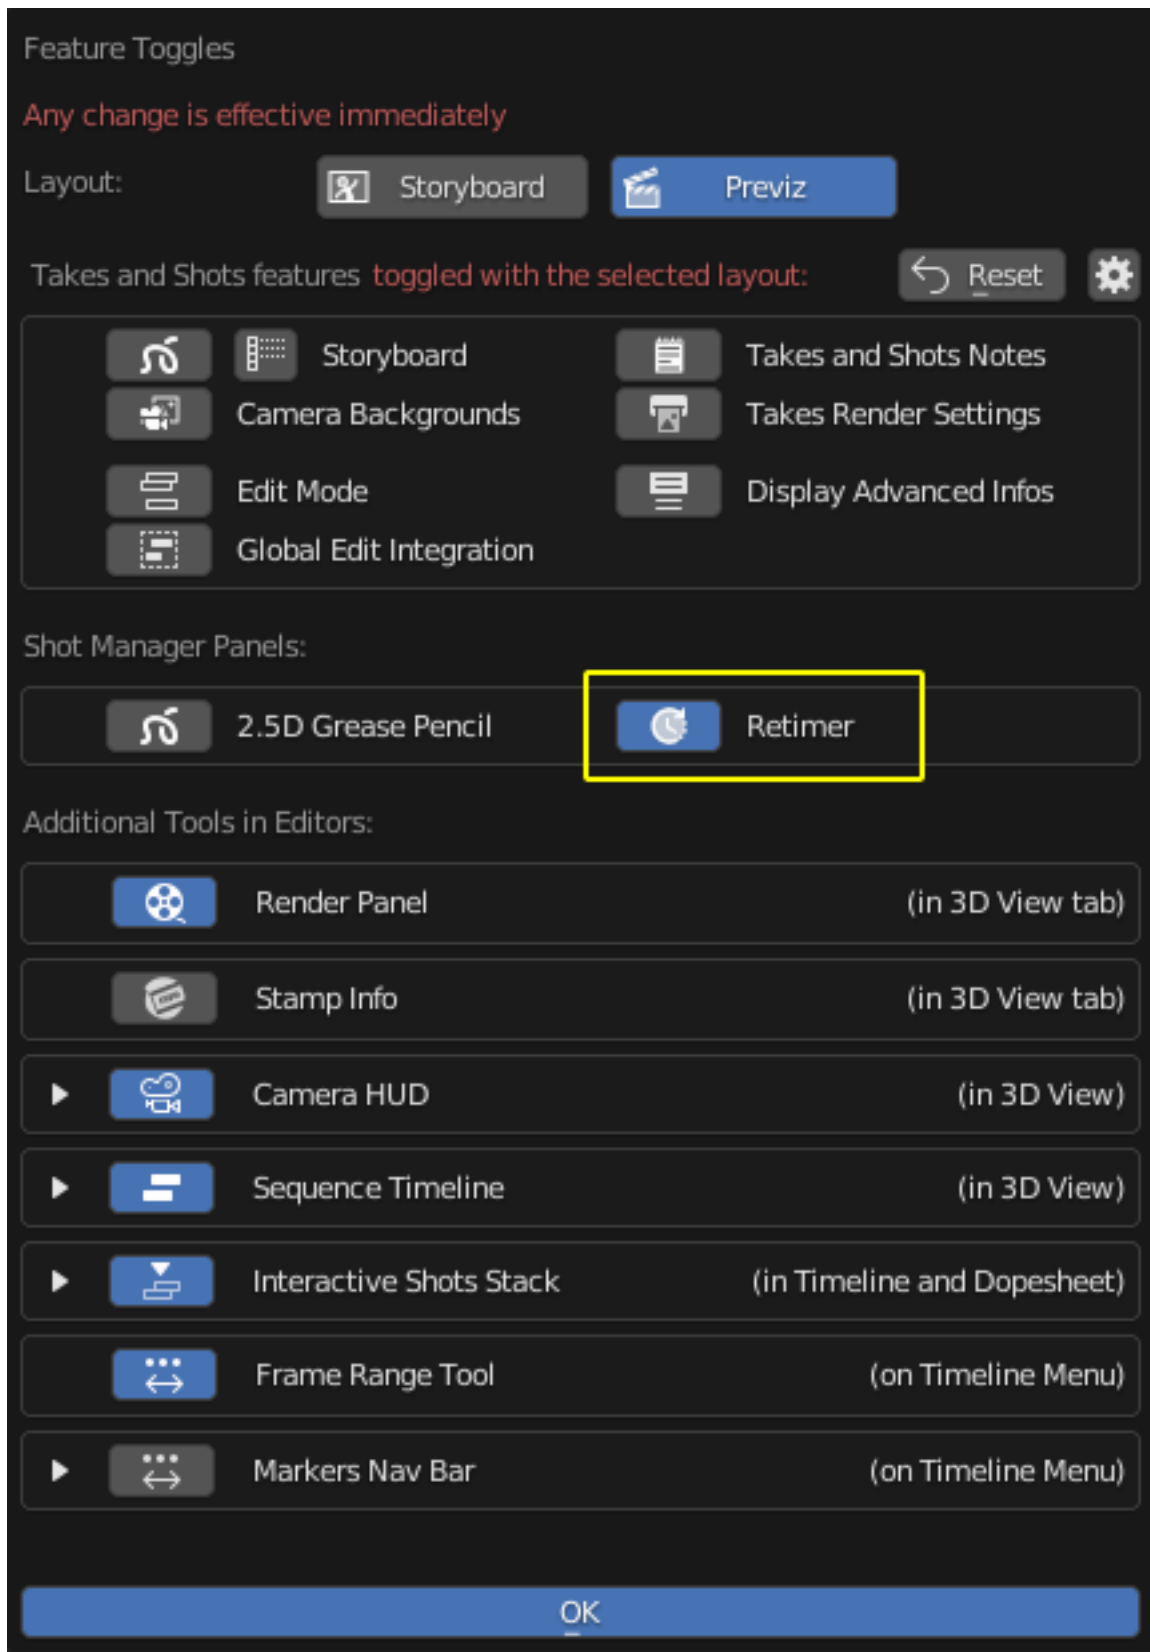 Feature Toggles
Any change is effective immediately
Layout: Storyboard Previz
Takes and Shots features toggled with the selected layout: Reset
Storyboard Takes and Shots Notes
Camera Backgrounds Takes Render Settings
Edit Mode Display Advanced Infos
Global Edit Integration
Shot Manager Panels:
2.5D Grease Pencil Retimer
Additional Tools in Editors:
Render Panel (in 3D View tab)
Stamp Info (in 3D View tab)
Camera HUD (in 3D View)
Sequence Timeline (in 3D View)
Interactive Shots Stack (in Timeline and Dopesheet)
Frame Range Tool (on Timeline Menu)
Markers Nav Bar (on Timeline Menu)
OK